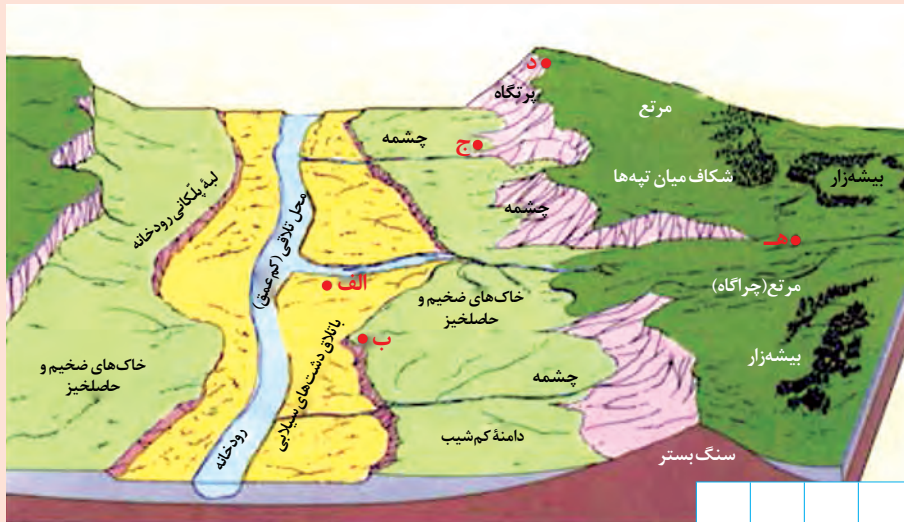 د
پرتگاه
مرتع
چشمه
ج
شکاف میان تپه‌ها
بیشه‌زار
لبهٔ پلّکانی رودخانه
چشمه
هـ
محل تلاقی (کم‌عمق)
مرتع(چراگاه)
الف
خاک‌های ضخیم و
حاصلخیز
باتلاق دشت‌های سیلابی
ب
بیشه‌زار
خاک‌های ضخیم و
حاصلخیز
چشمه
دامنهٔ کم‌شیب
رودخانه
سنگ بستر